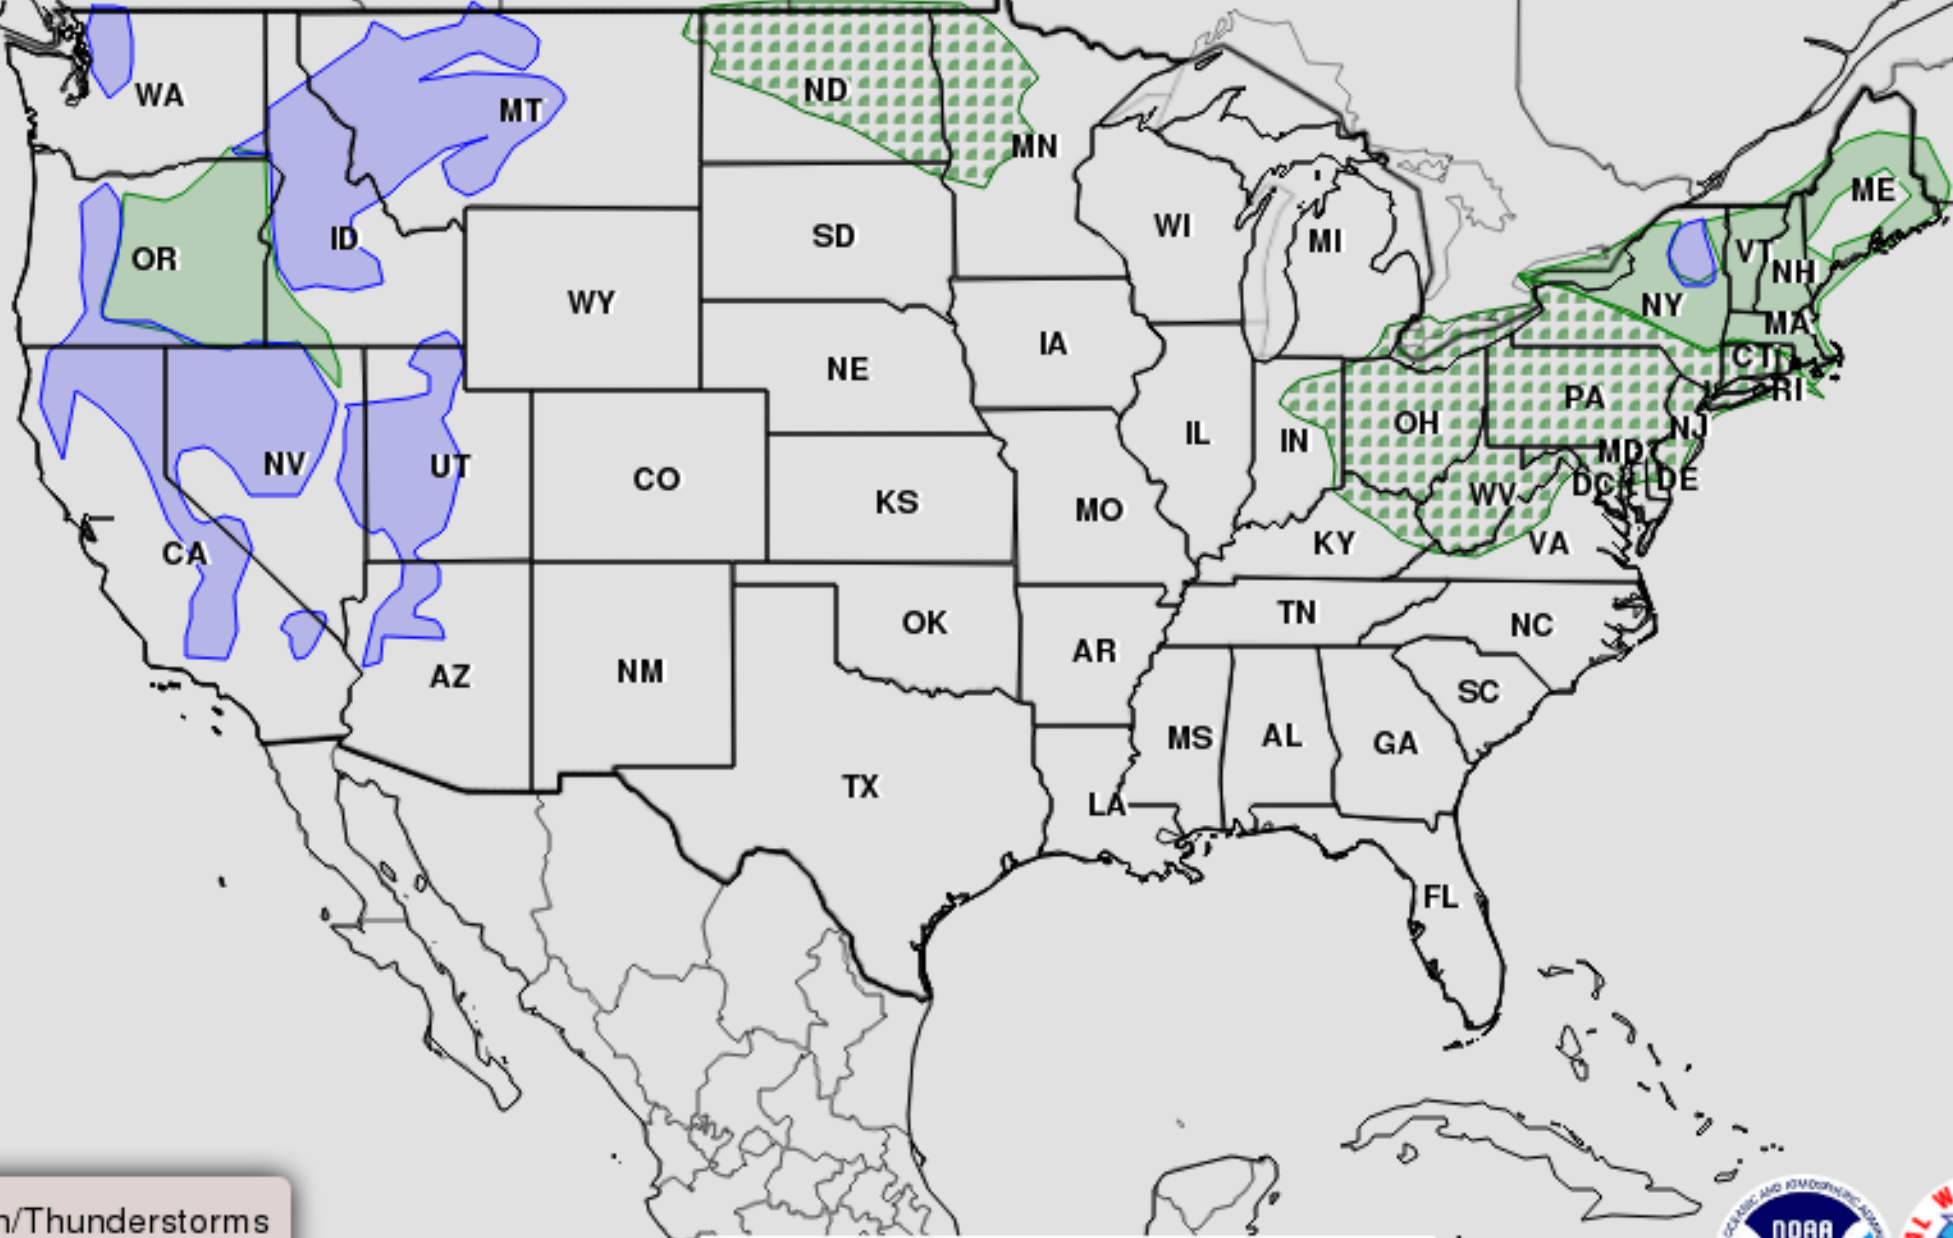 WA
MT
ND
MN
OR
ID
SD
WI
MI
ME
VT
NH
NY
MA
WY
IA
NE
CT
RI
PA
NV
UT
CO
KS
MO
IL
IN
OH
NJ
MD
DE
DC
WV
VA
KY
CA
AZ
NM
OK
AR
TN
NC
SC
MS
AL
GA
TX
LA
FL
n/Thunderstorms
NOAA